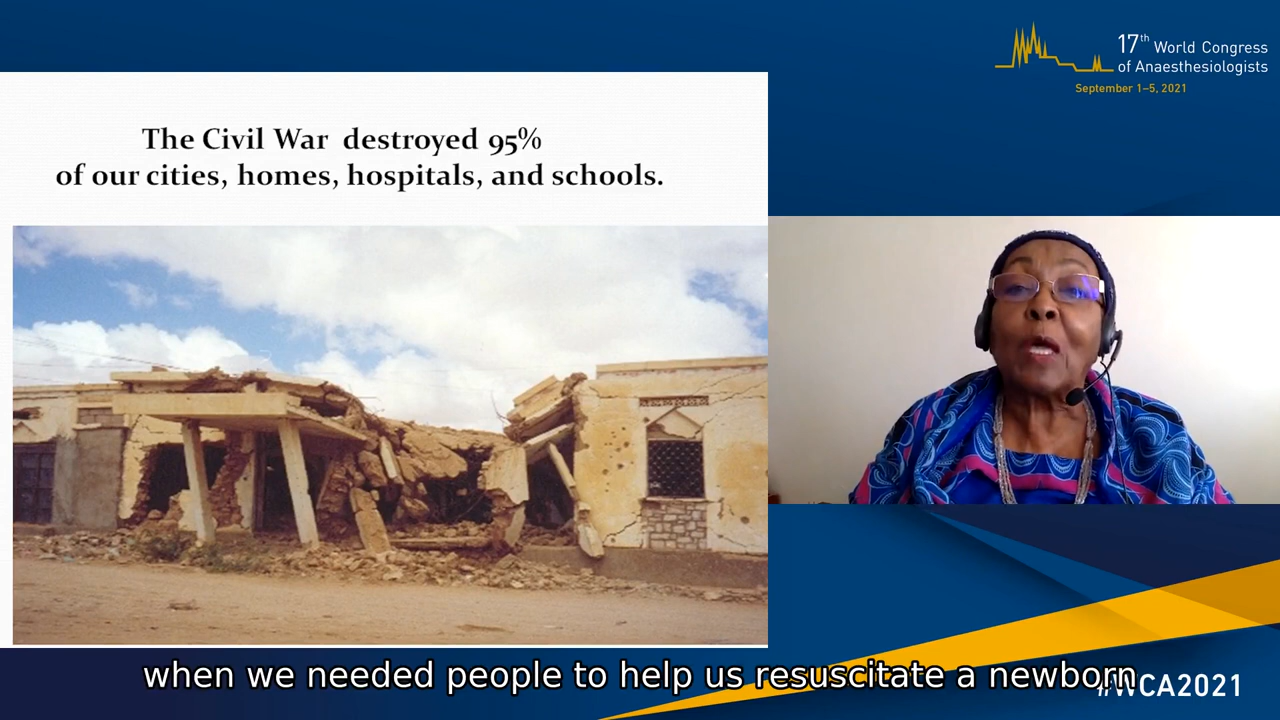 17th World Congress
of Anaesthesiologists
September 1–5, 2021
The Civil War destroyed 95%
of our cities, homes, hospitals, and schools.
when we needed people to help us resuscitate a newborn
#WCA2021